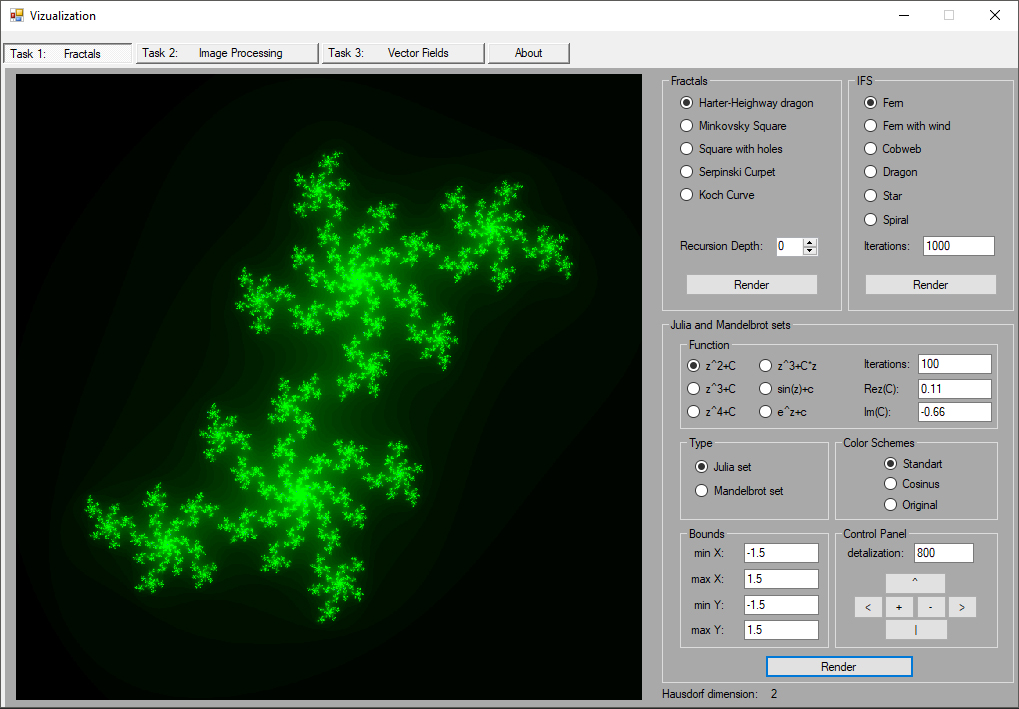 Vizualization
Task 1: Fractals
Task 2: Image Processing
Task 3: Vector Fields
About
Fractals
Harter-Heighway dragon
Minkovsky Square
Square with holes
Serpinski Curpet
Koch Curve
Recursion Depth: 0
Render
IFS
Fern
Fern with wind
Cobweb
Dragon
Star
Spiral
Iterations: 1000
Render
Julia and Mandelbrot sets
Function
z^2+C
z^3+C
z^4+C
z^3+C*z
sin(z)+c
e^z+c
Iterations: 100
Rez(C): 0.11
Im(C): -0.66
Type
Julia set
Mandelbrot set
Color Schemes
Standart
Cosinus
Original
Bounds
min X: -1.5
max X: 1.5
min Y: -1.5
max Y: 1.5
Control Panel
detalization: 800
^
< + - >
|
Render
Hausdorf dimension: 2